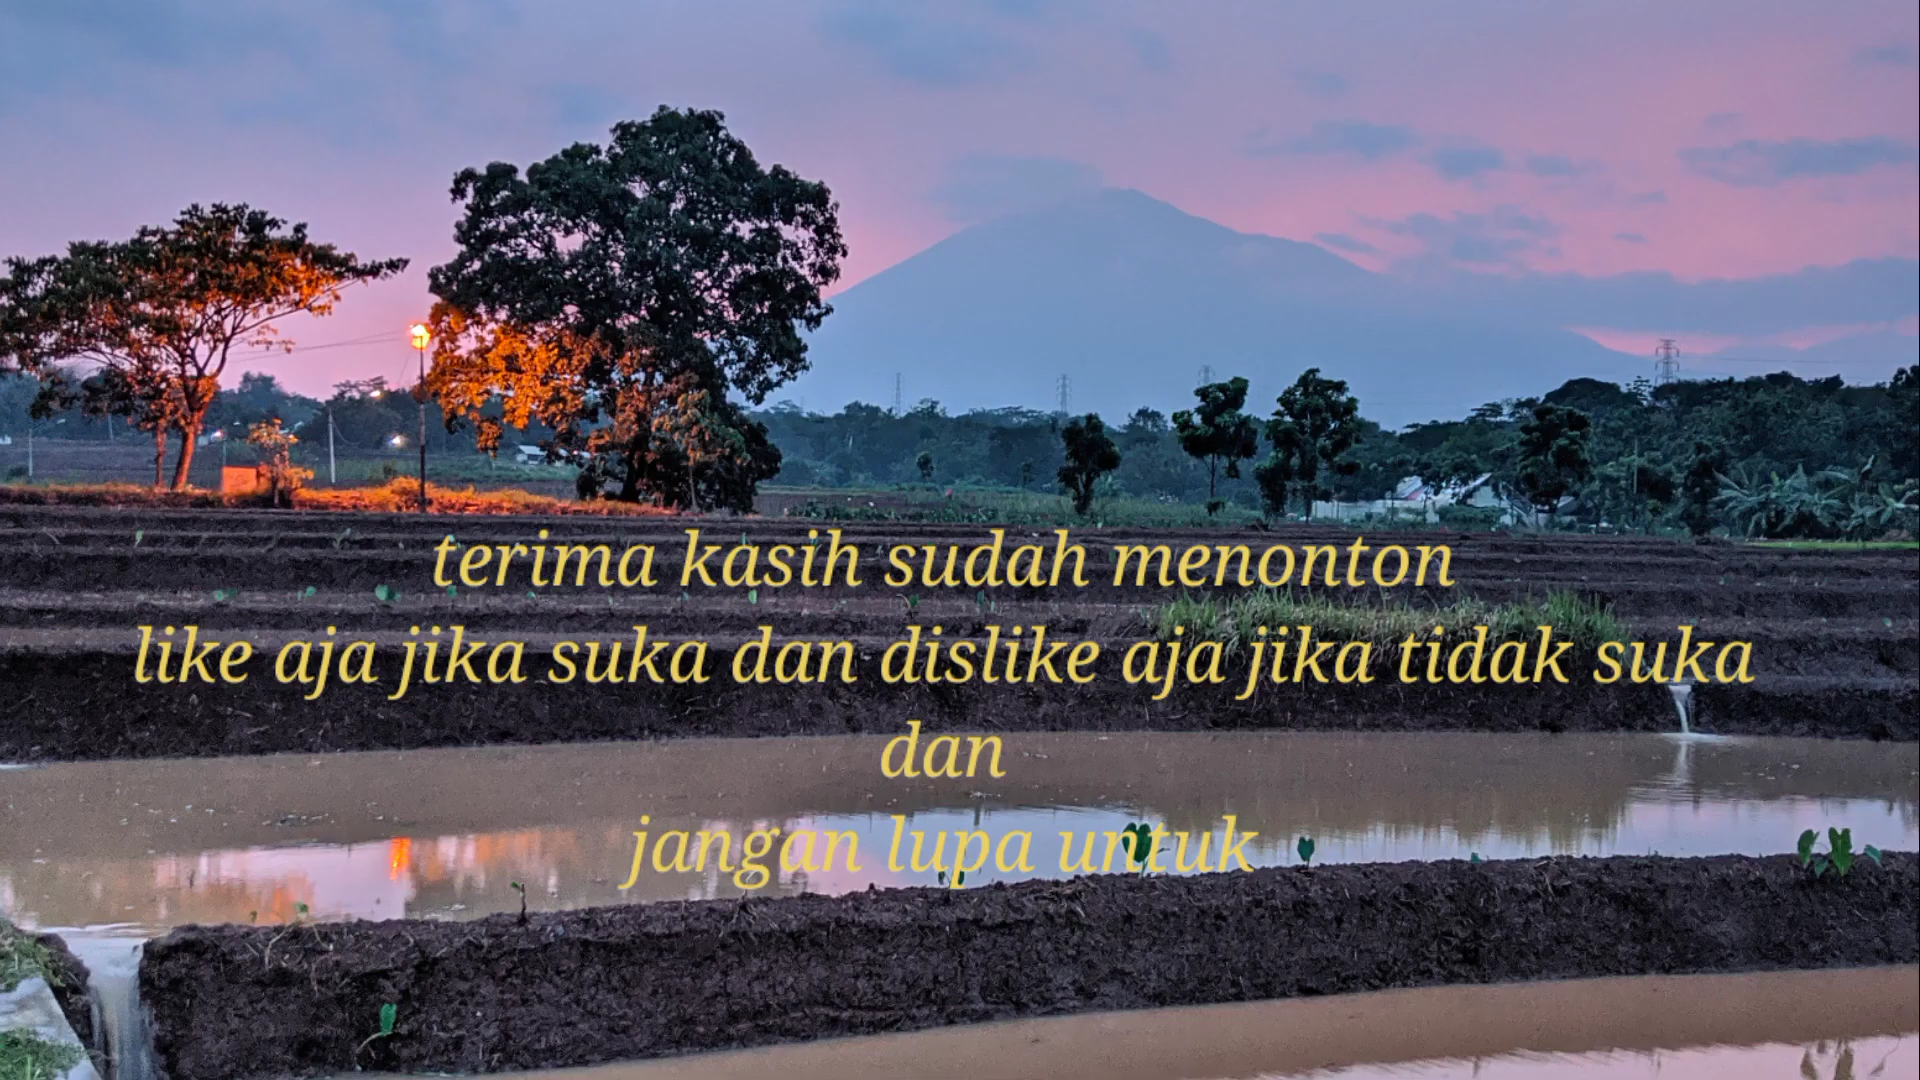 terima kasih sudah menonton
like aja jika suka dan dislike aja jika tidak suka
dan
jangan lupa untuk